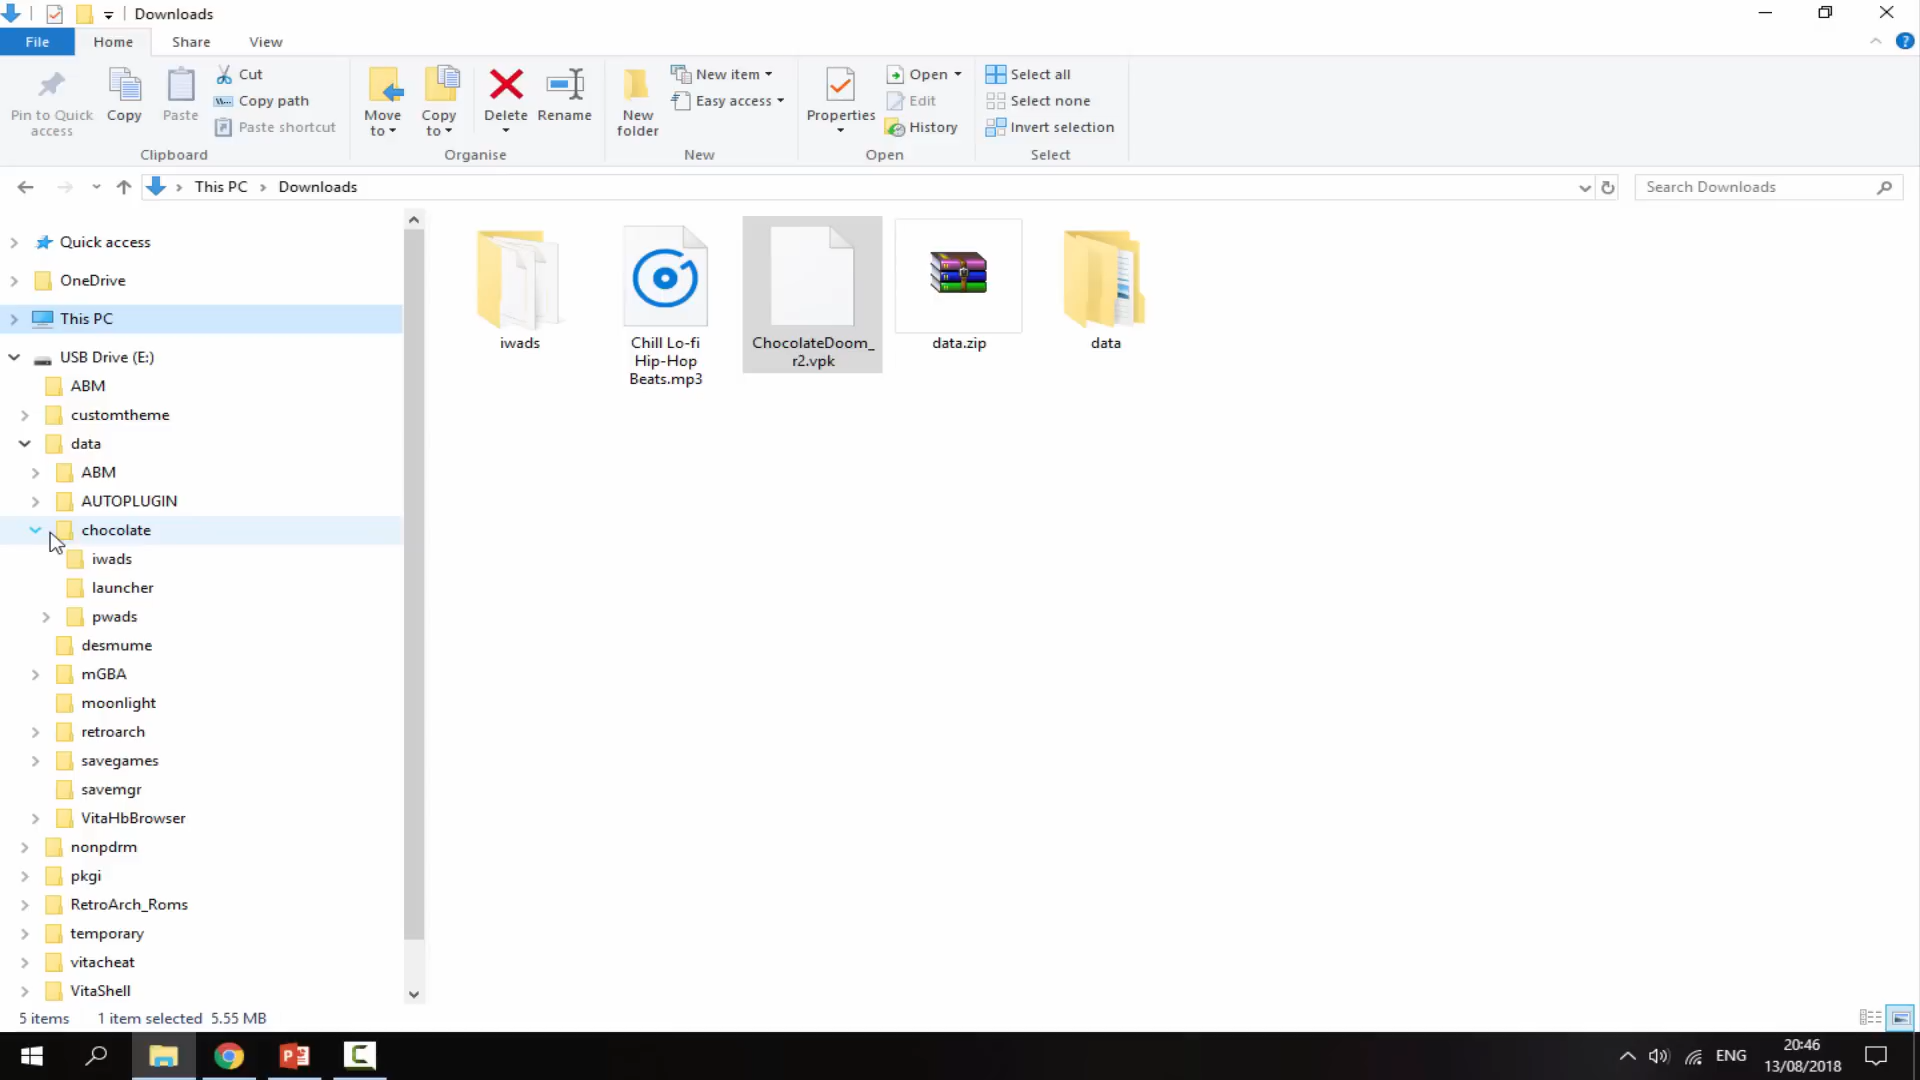 Downloads
File
Home
Share
View
Pin to Quick
access
Copy
Paste
Cut
Copy path
Paste shortcut
Clipboard
Move
to
Copy
to
Delete
Rename
Organise
New
folder
New item
Easy access
New
Properties
Open
Edit
History
Open
Select all
Select none
Invert selection
Select
This PC
Downloads
Search Downloads
Quick access
OneDrive
This PC
USB Drive (E:)
ABM
customtheme
data
ABM
AUTOPLUGIN
chocolate
iwads
launcher
pwads
desmume
mGBA
moonlight
retroarch
savegames
savemgr
VitaHbBrowser
nonpdrm
pkgi
RetroArch_Roms
temporary
vitacheat
VitaShell
iwads
Chill Lo-fi
Hip-Hop
Beats.mp3
ChocolateDoom_
r2.vpk
data.zip
data
5 items
1 item selected 5.55 MB
ENG
20:46
13/08/2018